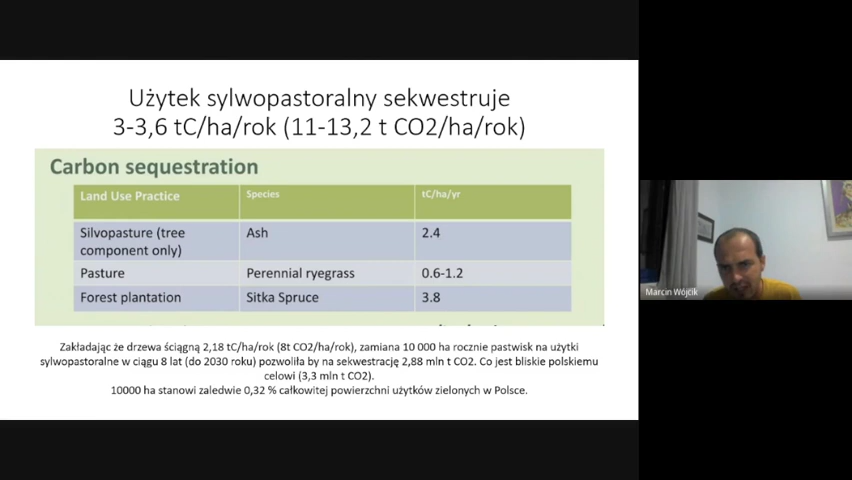 Użytek sylwopastoralny sekwestruje
3-3,6 tC/ha/rok (11-13,2 t CO2/ha/rok)
Carbon sequestration
Land Use Practice Species tC/ha/yr
Silvopasture (tree component only) Ash 2.4
Pasture Perennial ryegrass 0.6-1.2
Forest plantation Sitka Spruce 3.8
Zakładając że drzewa ściągną 2,18 tC/ha/rok (8t CO2/ha/rok), zamiana 10 000 ha rocznie pastwisk na użytki
sylwopastoralne w ciągu 8 lat (do 2030 roku) pozwoliła by na sekwestrację 2,88 mln t CO2. Co jest bliskie polskiemu
celowi (3,3 mln t CO2).
10000 ha stanowi zaledwie 0,32 % całkowitej powierzchni użytków zielonych w Polsce.
Marcin Wójcik